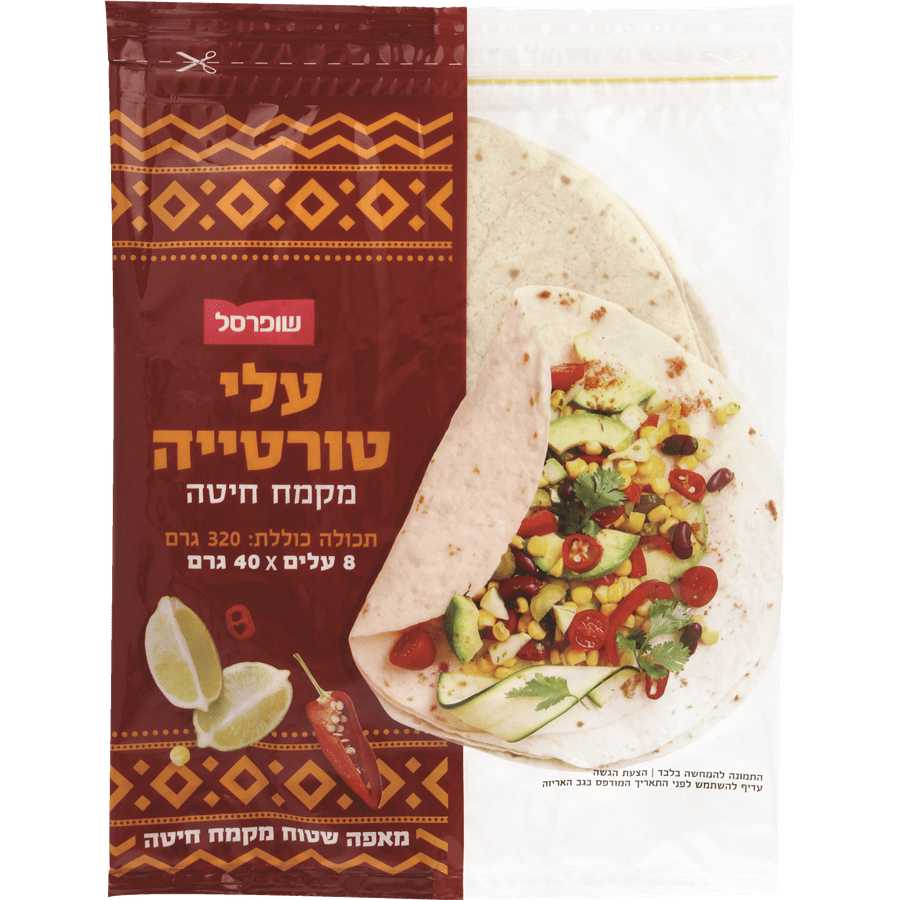 שופרסל
עלי
טורטייה
מקמח חיטה
תכולה כוללת: 320 גרם
8 עלים x 40 גרם
התמונה להמחשה בלבד | הצעת הגשה
עדיף להשתמש לפני התאריך המודפס בגב האריזה
מאפה שטוח מקמח חיטה